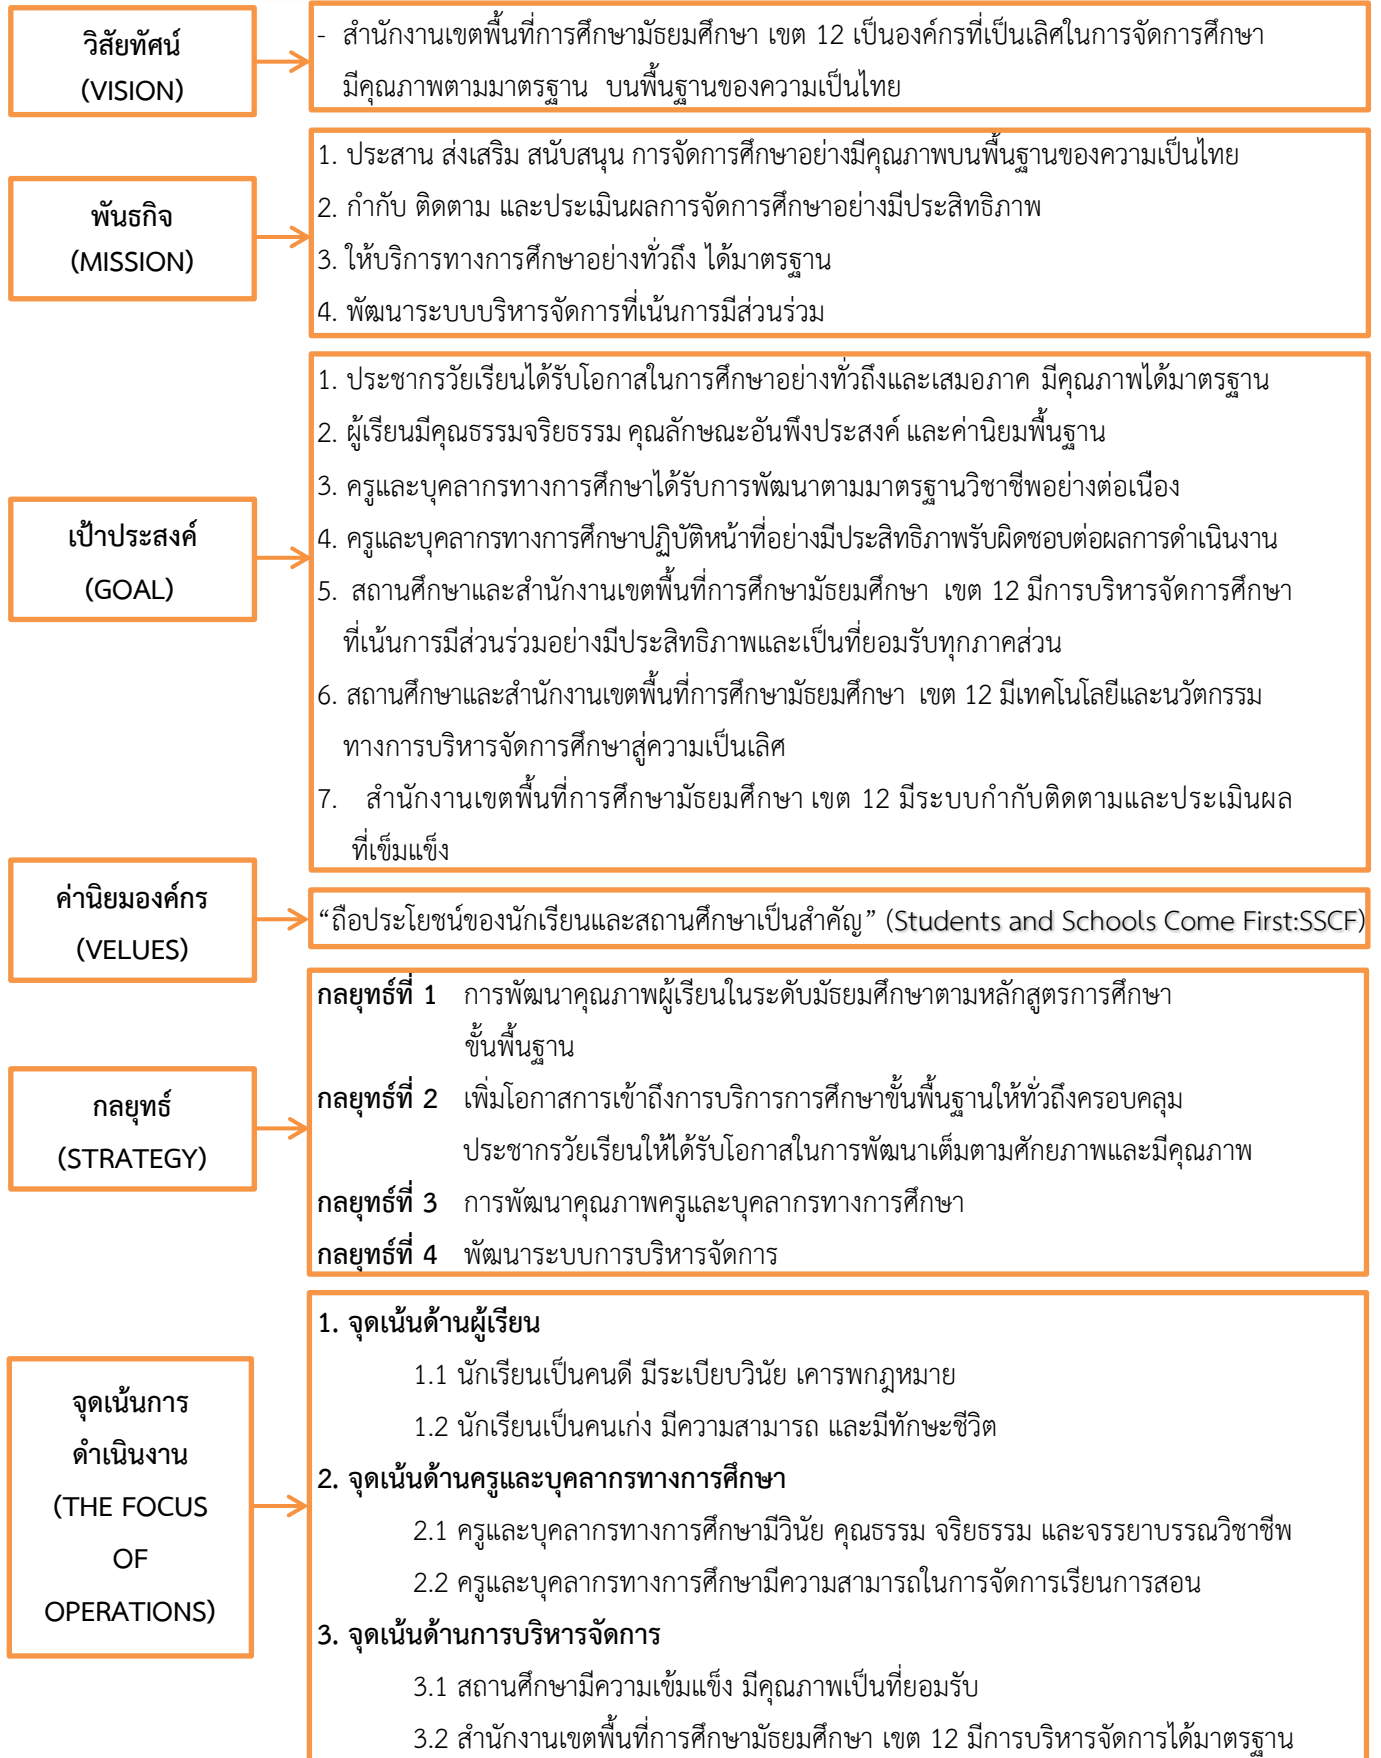 วิสัยทัศน์
(VISION)
- สำนักงานเขตพื้นที่การศึกษามัธยมศึกษา เขต 12 เป็นองค์กรที่เป็นเลิศในการจัดการศึกษา
มีคุณภาพตามมาตรฐาน บนพื้นฐานของความเป็นไทย
พันธกิจ
(MISSION)
1. ประสาน ส่งเสริม สนับสนุน การจัดการศึกษาอย่างมีคุณภาพบนพื้นฐานของความเป็นไทย
2. กำกับ ติดตาม และประเมินผลการจัดการศึกษาอย่างมีประสิทธิภาพ
3. ให้บริการทางการศึกษาอย่างทั่วถึง ได้มาตรฐาน
4. พัฒนาระบบบริหารจัดการที่เน้นการมีส่วนร่วม
เป้าประสงค์
(GOAL)
1. ประชากรวัยเรียนได้รับโอกาสในการศึกษาอย่างทั่วถึงและเสมอภาค มีคุณภาพได้มาตรฐาน
2. ผู้เรียนมีคุณธรรมจริยธรรม คุณลักษณะอันพึงประสงค์ และค่านิยมพื้นฐาน
3. ครูและบุคลากรทางการศึกษาได้รับการพัฒนาตามมาตรฐานวิชาชีพอย่างต่อเนื่อง
4. ครูและบุคลากรทางการศึกษาปฏิบัติหน้าที่อย่างมีประสิทธิภาพรับผิดชอบต่อผลการดำเนินงาน
5. สถานศึกษาและสำนักงานเขตพื้นที่การศึกษามัธยมศึกษา เขต 12 มีการบริหารจัดการศึกษา
ที่เน้นการมีส่วนร่วมอย่างมีประสิทธิภาพและเป็นที่ยอมรับทุกภาคส่วน
6. สถานศึกษาและสำนักงานเขตพื้นที่การศึกษามัธยมศึกษา เขต 12 มีเทคโนโลยีและนวัตกรรม
ทางการบริหารจัดการศึกษาสู่ความเป็นเลิศ
7. สำนักงานเขตพื้นที่การศึกษามัธยมศึกษา เขต 12 มีระบบกำกับติดตามและประเมินผล
ที่เข็มแข็ง
ค่านิยมองค์กร
(VELUES)
“ถือประโยชน์ของนักเรียนและสถานศึกษาเป็นสำคัญ” (Students and Schools Come First:SSCF)
กลยุทธ์
(STRATEGY)
กลยุทธ์ที่ 1 การพัฒนาคุณภาพผู้เรียนในระดับมัธยมศึกษาตามหลักสูตรการศึกษา
ขั้นพื้นฐาน
กลยุทธ์ที่ 2 เพิ่มโอกาสการเข้าถึงการบริการการศึกษาขั้นพื้นฐานให้ทั่วถึงครอบคลุม
ประชากรวัยเรียนให้ได้รับโอกาสในการพัฒนาเต็มตามศักยภาพและมีคุณภาพ
กลยุทธ์ที่ 3 การพัฒนาคุณภาพครูและบุคลากรทางการศึกษา
กลยุทธ์ที่ 4 พัฒนาระบบการบริหารจัดการ
จุดเน้นการ
ดำเนินงาน
(THE FOCUS
OF
OPERATIONS)
1. จุดเน้นด้านผู้เรียน
1.1 นักเรียนเป็นคนดี มีระเบียบวินัย เคารพกฎหมาย
1.2 นักเรียนเป็นคนเก่ง มีความสามารถ และมีทักษะชีวิต
2. จุดเน้นด้านครูและบุคลากรทางการศึกษา
2.1 ครูและบุคลากรทางการศึกษามีวินัย คุณธรรม จริยธรรม และจรรยาบรรณวิชาชีพ
2.2 ครูและบุคลากรทางการศึกษามีความสามารถในการจัดการเรียนการสอน
3. จุดเน้นด้านการบริหารจัดการ
3.1 สถานศึกษามีความเข้มแข็ง มีคุณภาพเป็นที่ยอมรับ
3.2 สำนักงานเขตพื้นที่การศึกษามัธยมศึกษา เขต 12 มีการบริหารจัดการได้มาตรฐาน